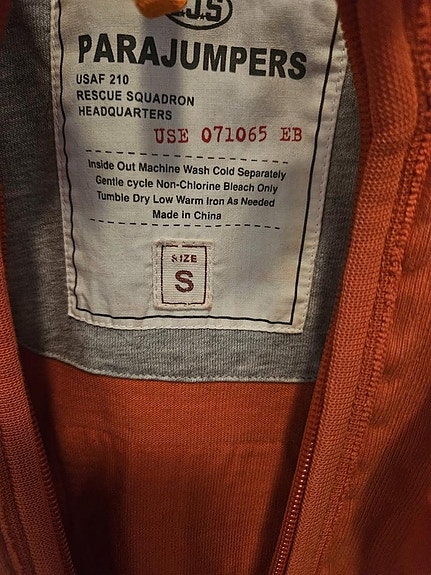 P.J.S
PARAJUMPERS
USAF 210
RESCUE SQUADRON
HEADQUARTERS
USE 071065 EB
Inside Out Machine Wash Cold Separately
Gentle cycle Non-Chlorine Bleach Only
Tumble Dry Low Warm Iron As Needed
Made in China
SIZE
S